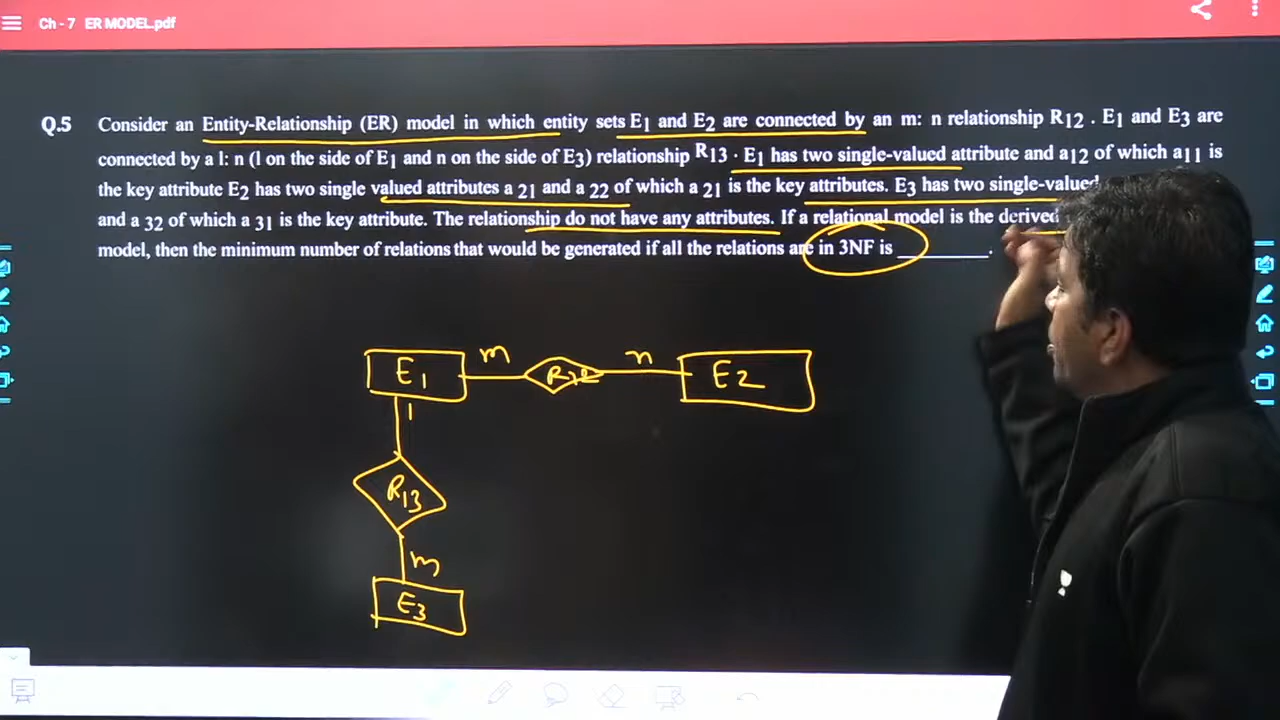 Ch - 7 ER MODEL.pdf
Q.5 Consider an Entity-Relationship (ER) model in which entity sets E1 and E2 are connected by an m: n relationship R12 . E1 and E3 are
connected by a l: n (l on the side of E1 and n on the side of E3) relationship R13 · E1 has two single-valued attribute and a12 of which a11 is
the key attribute E2 has two single valued attributes a 21 and a 22 of which a 21 is the key attributes. E3 has two single-valued
and a 32 of which a 31 is the key attribute. The relationship do not have any attributes. If a relational model is the derived
model, then the minimum number of relations that would be generated if all the relations are in 3NF is ________.
E1 m R12 n E2
1
R13
m
E3